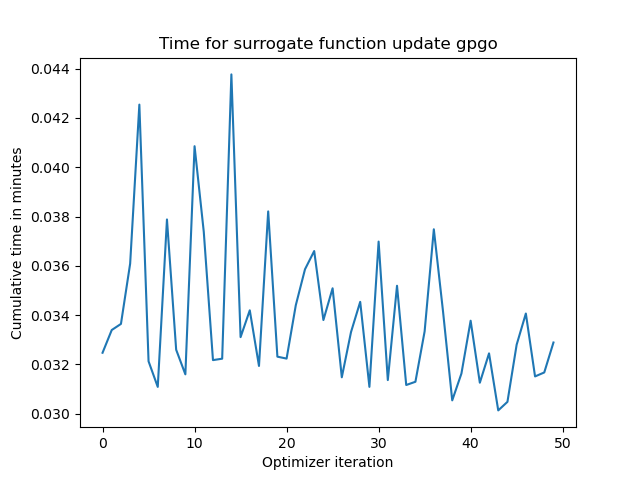 Time for surrogate function update gpgo
Cumulative time in minutes
0.044
0.042
0.040
0.038
0.036
0.034
0.032
0.030
0 10 20 30 40 50
Optimizer iteration